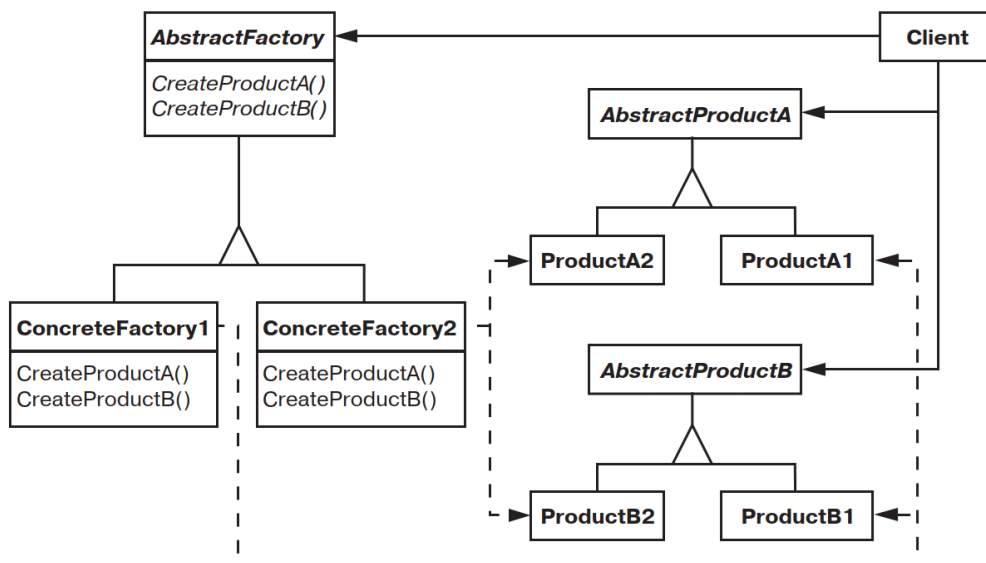 AbstractFactory
CreateProductA()
CreateProductB()
Client
AbstractProductA
ProductA2
ProductA1
ConcreteFactory1
CreateProductA()
CreateProductB()
ConcreteFactory2
CreateProductA()
CreateProductB()
AbstractProductB
ProductB2
ProductB1